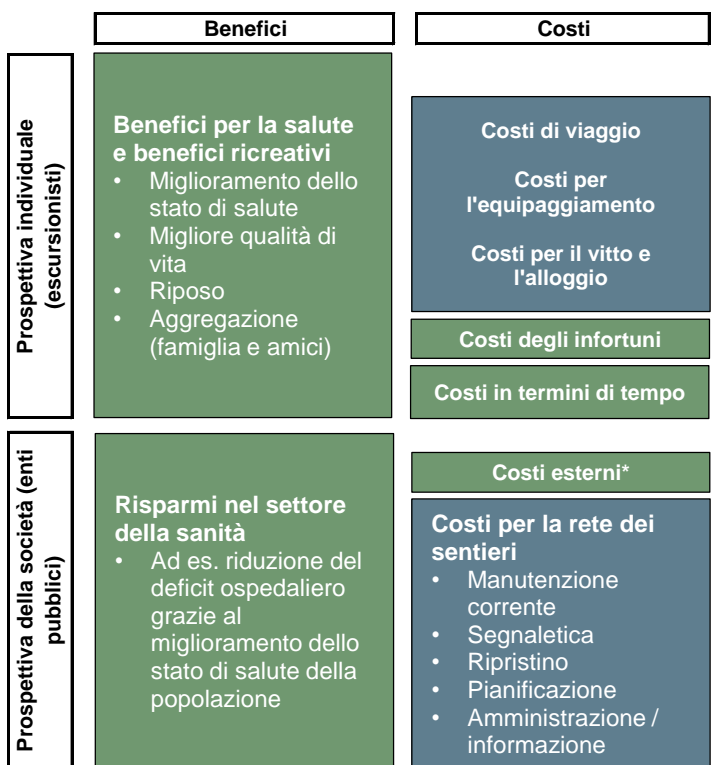 Benefici
Costi
Prospettiva individuale
(escursionisti)
Benefici per la salute
e benefici ricreativi
• Miglioramento dello
stato di salute
• Migliore qualità di
vita
• Riposo
• Aggregazione
(famiglia e amici)
Costi di viaggio
Costi per
l'equipaggiamento
Costi per il vitto e
l'alloggio
Costi degli infortuni
Costi in termini di tempo
Prospettiva della società (enti
pubblici)
Risparmi nel settore
della sanità
• Ad es. riduzione del
deficit ospedaliero
grazie al
miglioramento dello
stato di salute della
popolazione
Costi esterni*
Costi per la rete dei
sentieri
• Manutenzione
corrente
• Segnaletica
• Ripristino
• Pianificazione
• Amministrazione /
informazione